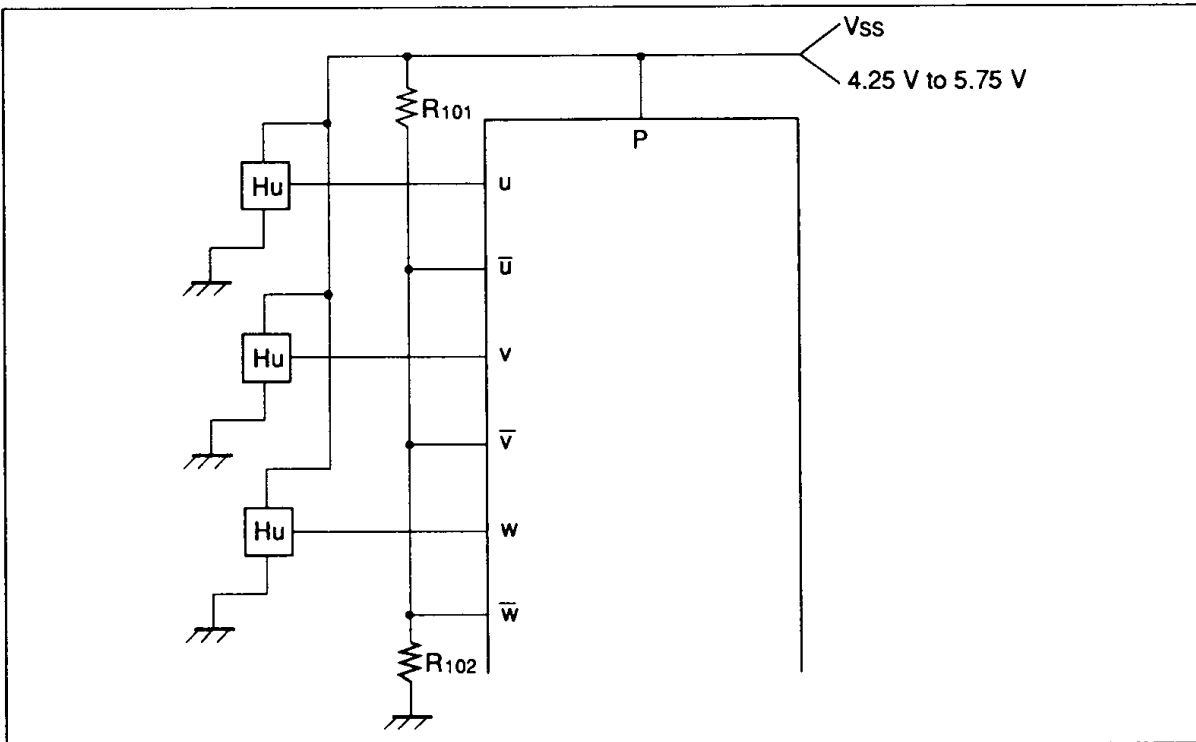 Vss
4.25 V to 5.75 V
R101
P
Hu
u
u̅
Hu
v
v̅
Hu
w
w̅
R102